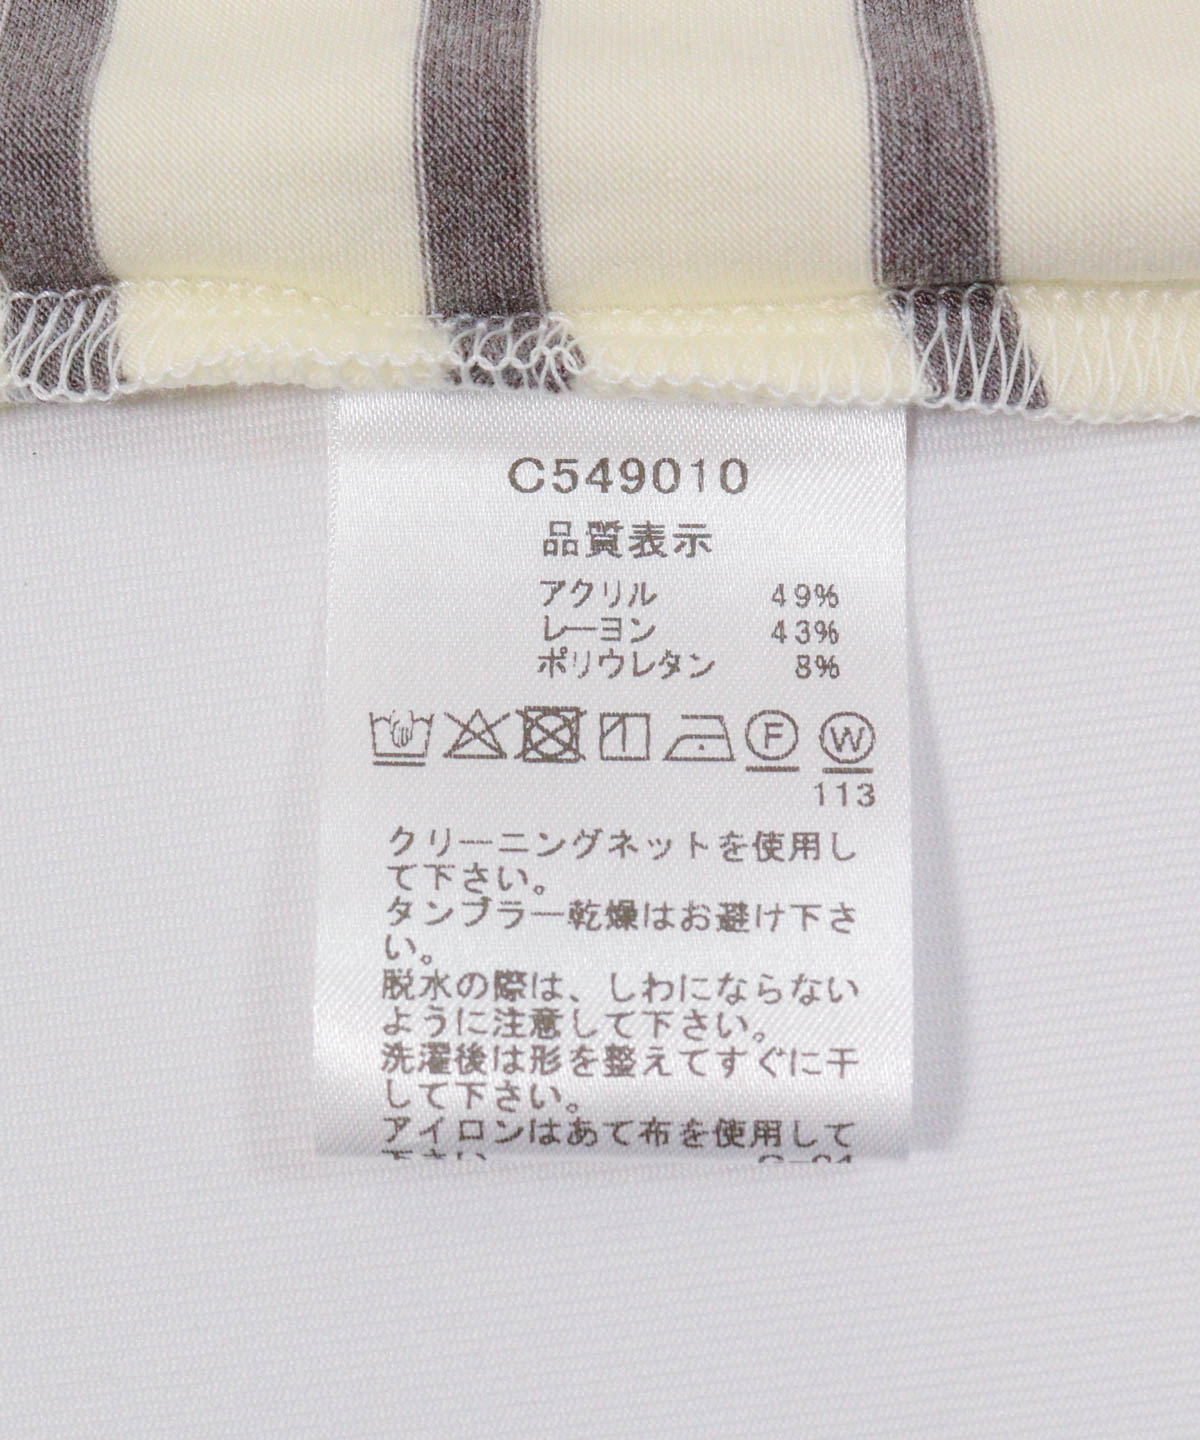 C549010
品質表示
アクリル 49%
レーヨン 43%
ポリウレタン 8%
F W
113
クリーニングネットを使用し
て下さい。
タンブラー乾燥はお避け下さ
い。
脱水の際は、しわにならない
ように注意して下さい。
洗濯後は形を整えてすぐに干
して下さい。
アイロンはあて布を使用して
下さい